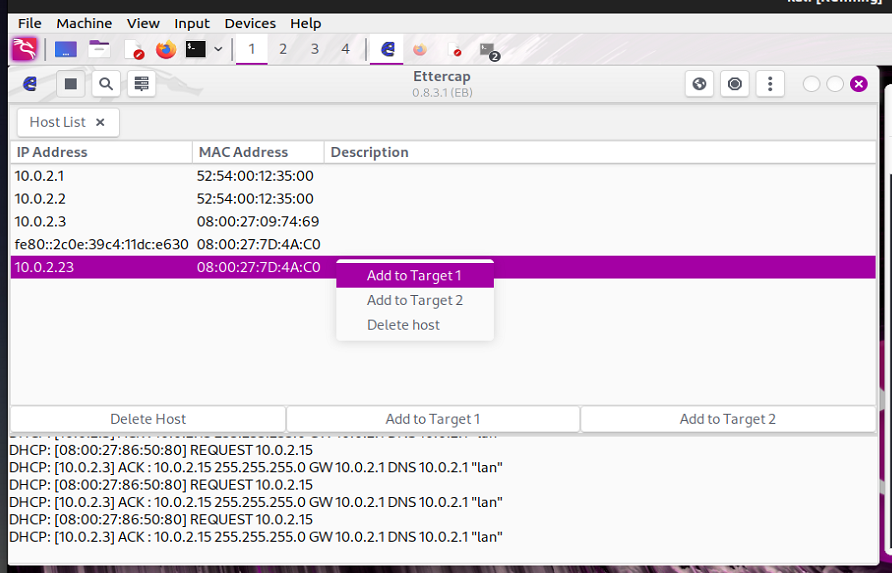 kali [Running]
File Machine View Input Devices Help
1 2 3 4 2
Ettercap
0.8.3.1 (EB)
Host List ×
IP Address MAC Address Description
10.0.2.1 52:54:00:12:35:00
10.0.2.2 52:54:00:12:35:00
10.0.2.3 08:00:27:09:74:69
fe80::2c0e:39c4:11dc:e630 08:00:27:7D:4A:C0
10.0.2.23 08:00:27:7D:4A:C0
Add to Target 1
Add to Target 2
Delete host
Delete Host Add to Target 1 Add to Target 2
DHCP: [08:00:27:86:50:80] REQUEST 10.0.2.15
DHCP: [10.0.2.3] ACK : 10.0.2.15 255.255.255.0 GW 10.0.2.1 DNS 10.0.2.1 "lan"
DHCP: [08:00:27:86:50:80] REQUEST 10.0.2.15
DHCP: [10.0.2.3] ACK : 10.0.2.15 255.255.255.0 GW 10.0.2.1 DNS 10.0.2.1 "lan"
DHCP: [08:00:27:86:50:80] REQUEST 10.0.2.15
DHCP: [10.0.2.3] ACK : 10.0.2.15 255.255.255.0 GW 10.0.2.1 DNS 10.0.2.1 "lan"